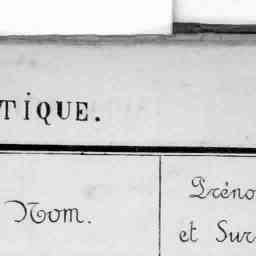 TIQUE.
Nom.
Préno
et Sur